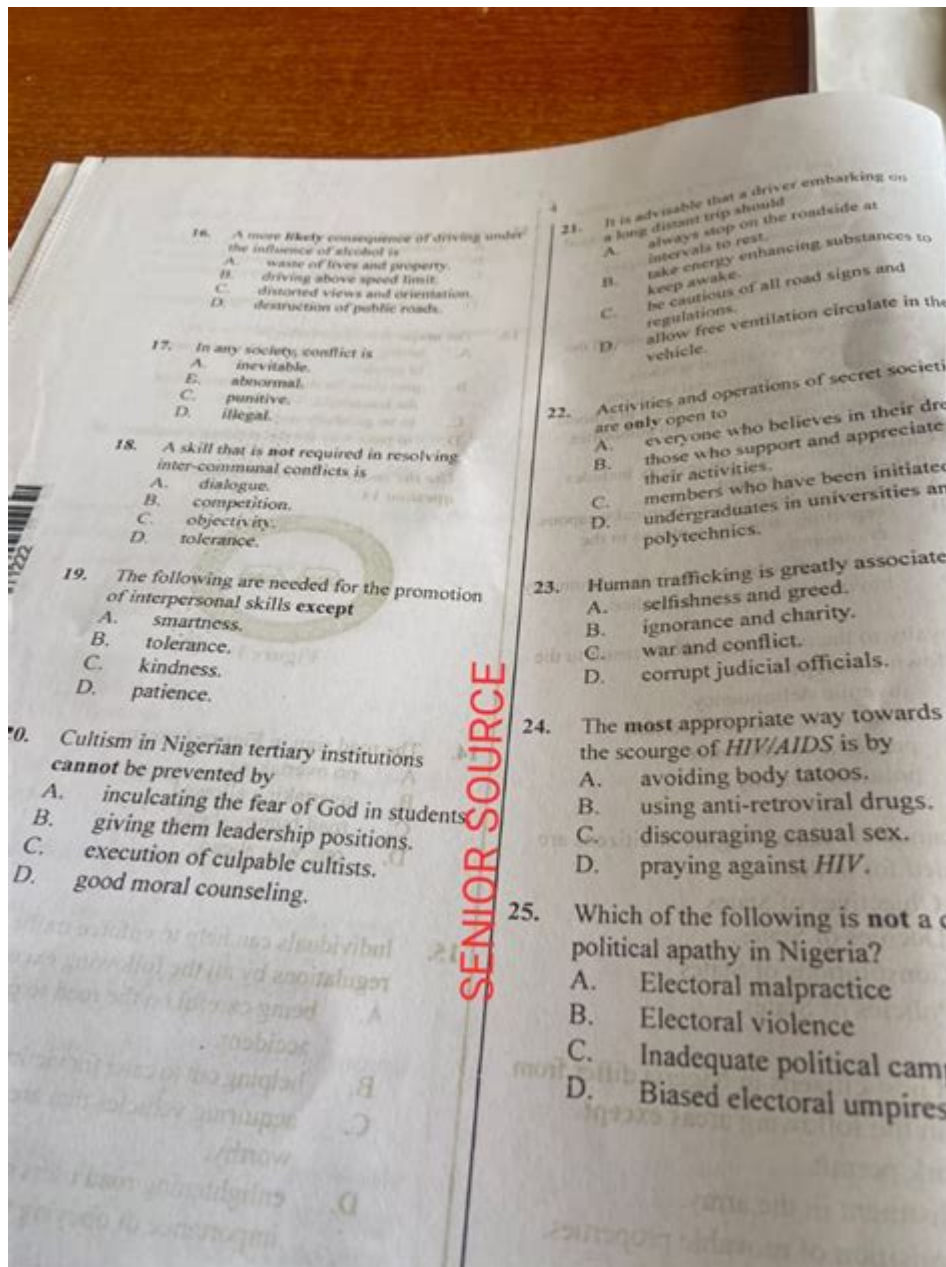 4
16. A more likely consequence of driving under
the influence of alcohol is
A. waste of lives and property.
B. driving above speed limit.
C. distorted views and orientation.
D. destruction of public roads.
17. In any society, conflict is
A. inevitable.
B. abnormal.
C. punitive.
D. illegal.
18. A skill that is not required in resolving
inter-communal conflicts is
A. dialogue.
B. competition.
C. objectivity.
D. tolerance.
19. The following are needed for the promotion
of interpersonal skills except
A. smartness.
B. tolerance.
C. kindness.
D. patience.
20. Cultism in Nigerian tertiary institutions
cannot be prevented by
A. inculcating the fear of God in students
B. giving them leadership positions.
C. execution of culpable cultists.
D. good moral counseling.
SENIOR SOURCE
21. It is advisable that a driver embarking on
a long distant trip should
A. always stop on the roadside at
intervals to rest.
B. take energy enhancing substances to
keep awake.
C. be cautious of all road signs and
regulations.
D. allow free ventilation circulate in the
vehicle.
22. Activities and operations of secret societi
are only open to
A. everyone who believes in their dre
B. those who support and appreciate
their activities.
C. members who have been initiated
D. undergraduates in universities an
polytechnics.
23. Human trafficking is greatly associate
A. selfishness and greed.
B. ignorance and charity.
C. war and conflict.
D. corrupt judicial officials.
24. The most appropriate way towards
the scourge of HIV/AIDS is by
A. avoiding body tatoos.
B. using anti-retroviral drugs.
C. discouraging casual sex.
D. praying against HIV.
25. Which of the following is not a c
political apathy in Nigeria?
A. Electoral malpractice
B. Electoral violence
C. Inadequate political cam
D. Biased electoral umpires